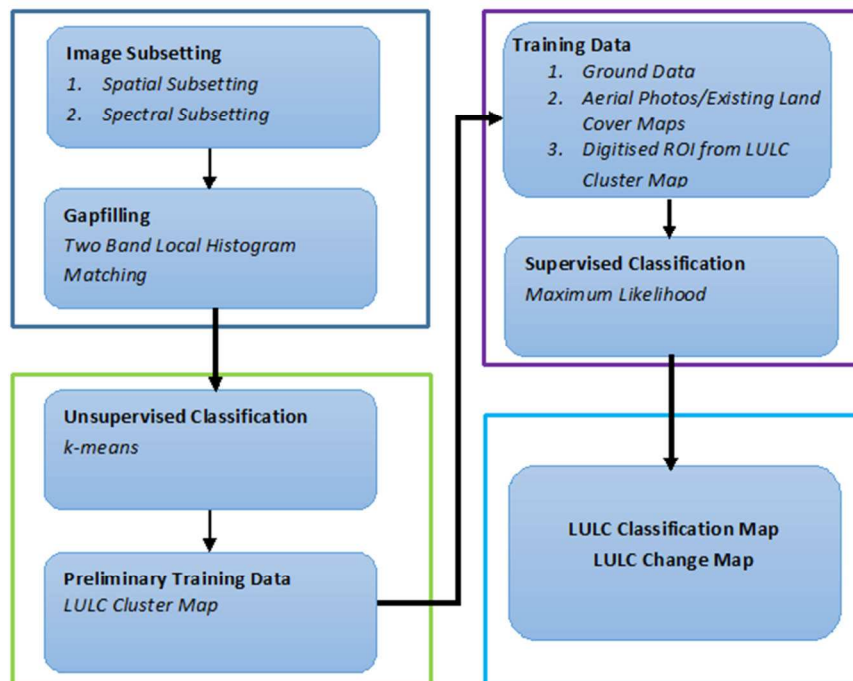 Image Subsetting
1. Spatial Subsetting
2. Spectral Subsetting
Gapfilling
Two Band Local Histogram
Matching
Unsupervised Classification
k-means
Preliminary Training Data
LULC Cluster Map
Training Data
1. Ground Data
2. Aerial Photos/Existing Land
Cover Maps
3. Digitised ROI from LULC
Cluster Map
Supervised Classification
Maximum Likelihood
LULC Classification Map
LULC Change Map